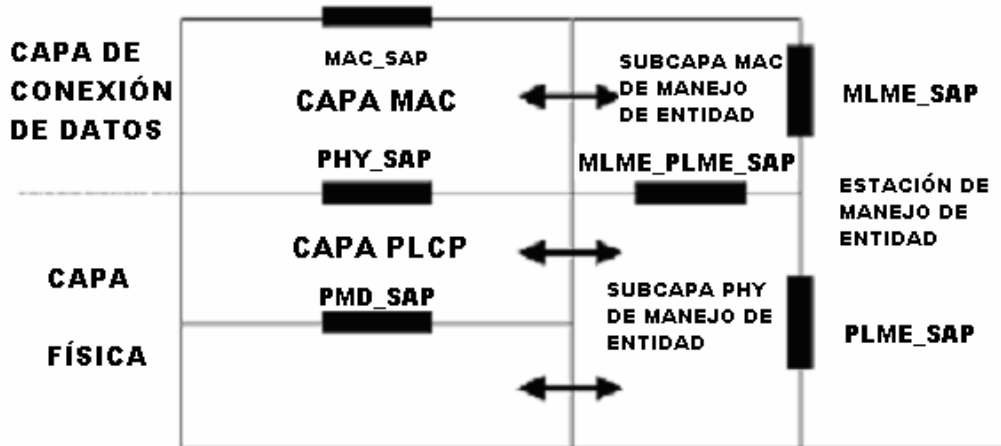 CAPA DE
CONEXIÓN
DE DATOS
MAC_SAP
CAPA MAC
SUBCAPA MAC
DE MANEJO
DE ENTIDAD
MLME_SAP
PHY_SAP
MLME_PLME_SAP
ESTACIÓN DE
MANEJO DE
ENTIDAD
CAPA
FÍSICA
CAPA PLCP
PMD_SAP
SUBCAPA PHY
DE MANEJO DE
ENTIDAD
PLME_SAP